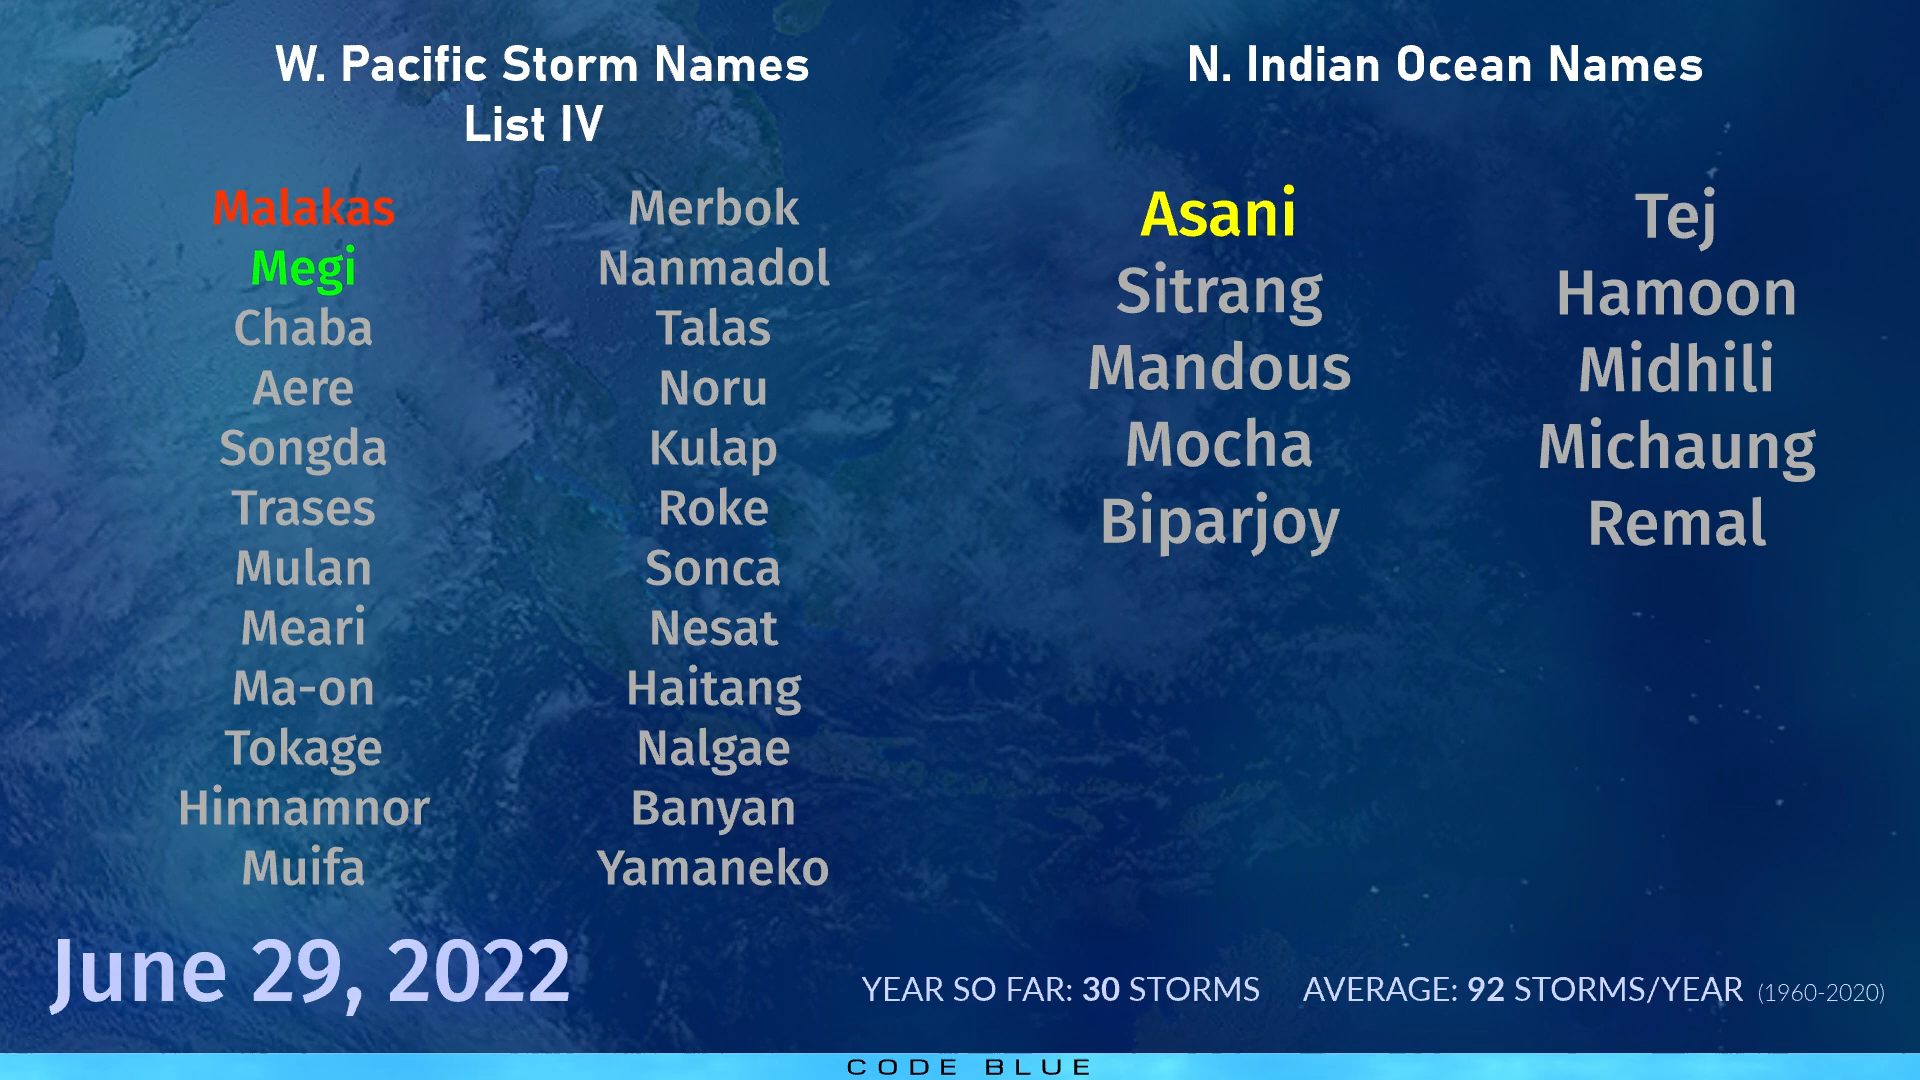 W. Pacific Storm Names
List IV
Malakas
Megi
Chaba
Aere
Songda
Trases
Mulan
Meari
Ma-on
Tokage
Hinnamnor
Muifa
Merbok
Nanmadol
Talas
Noru
Kulap
Roke
Sonca
Nesat
Haitang
Nalgae
Banyan
Yamaneko
N. Indian Ocean Names
Asani
Sitrang
Mandous
Mocha
Biparjoy
Tej
Hamoon
Midhili
Michaung
Remal
June 29, 2022
YEAR SO FAR: 30 STORMS AVERAGE: 92 STORMS/YEAR (1960-2020)
CODE BLUE